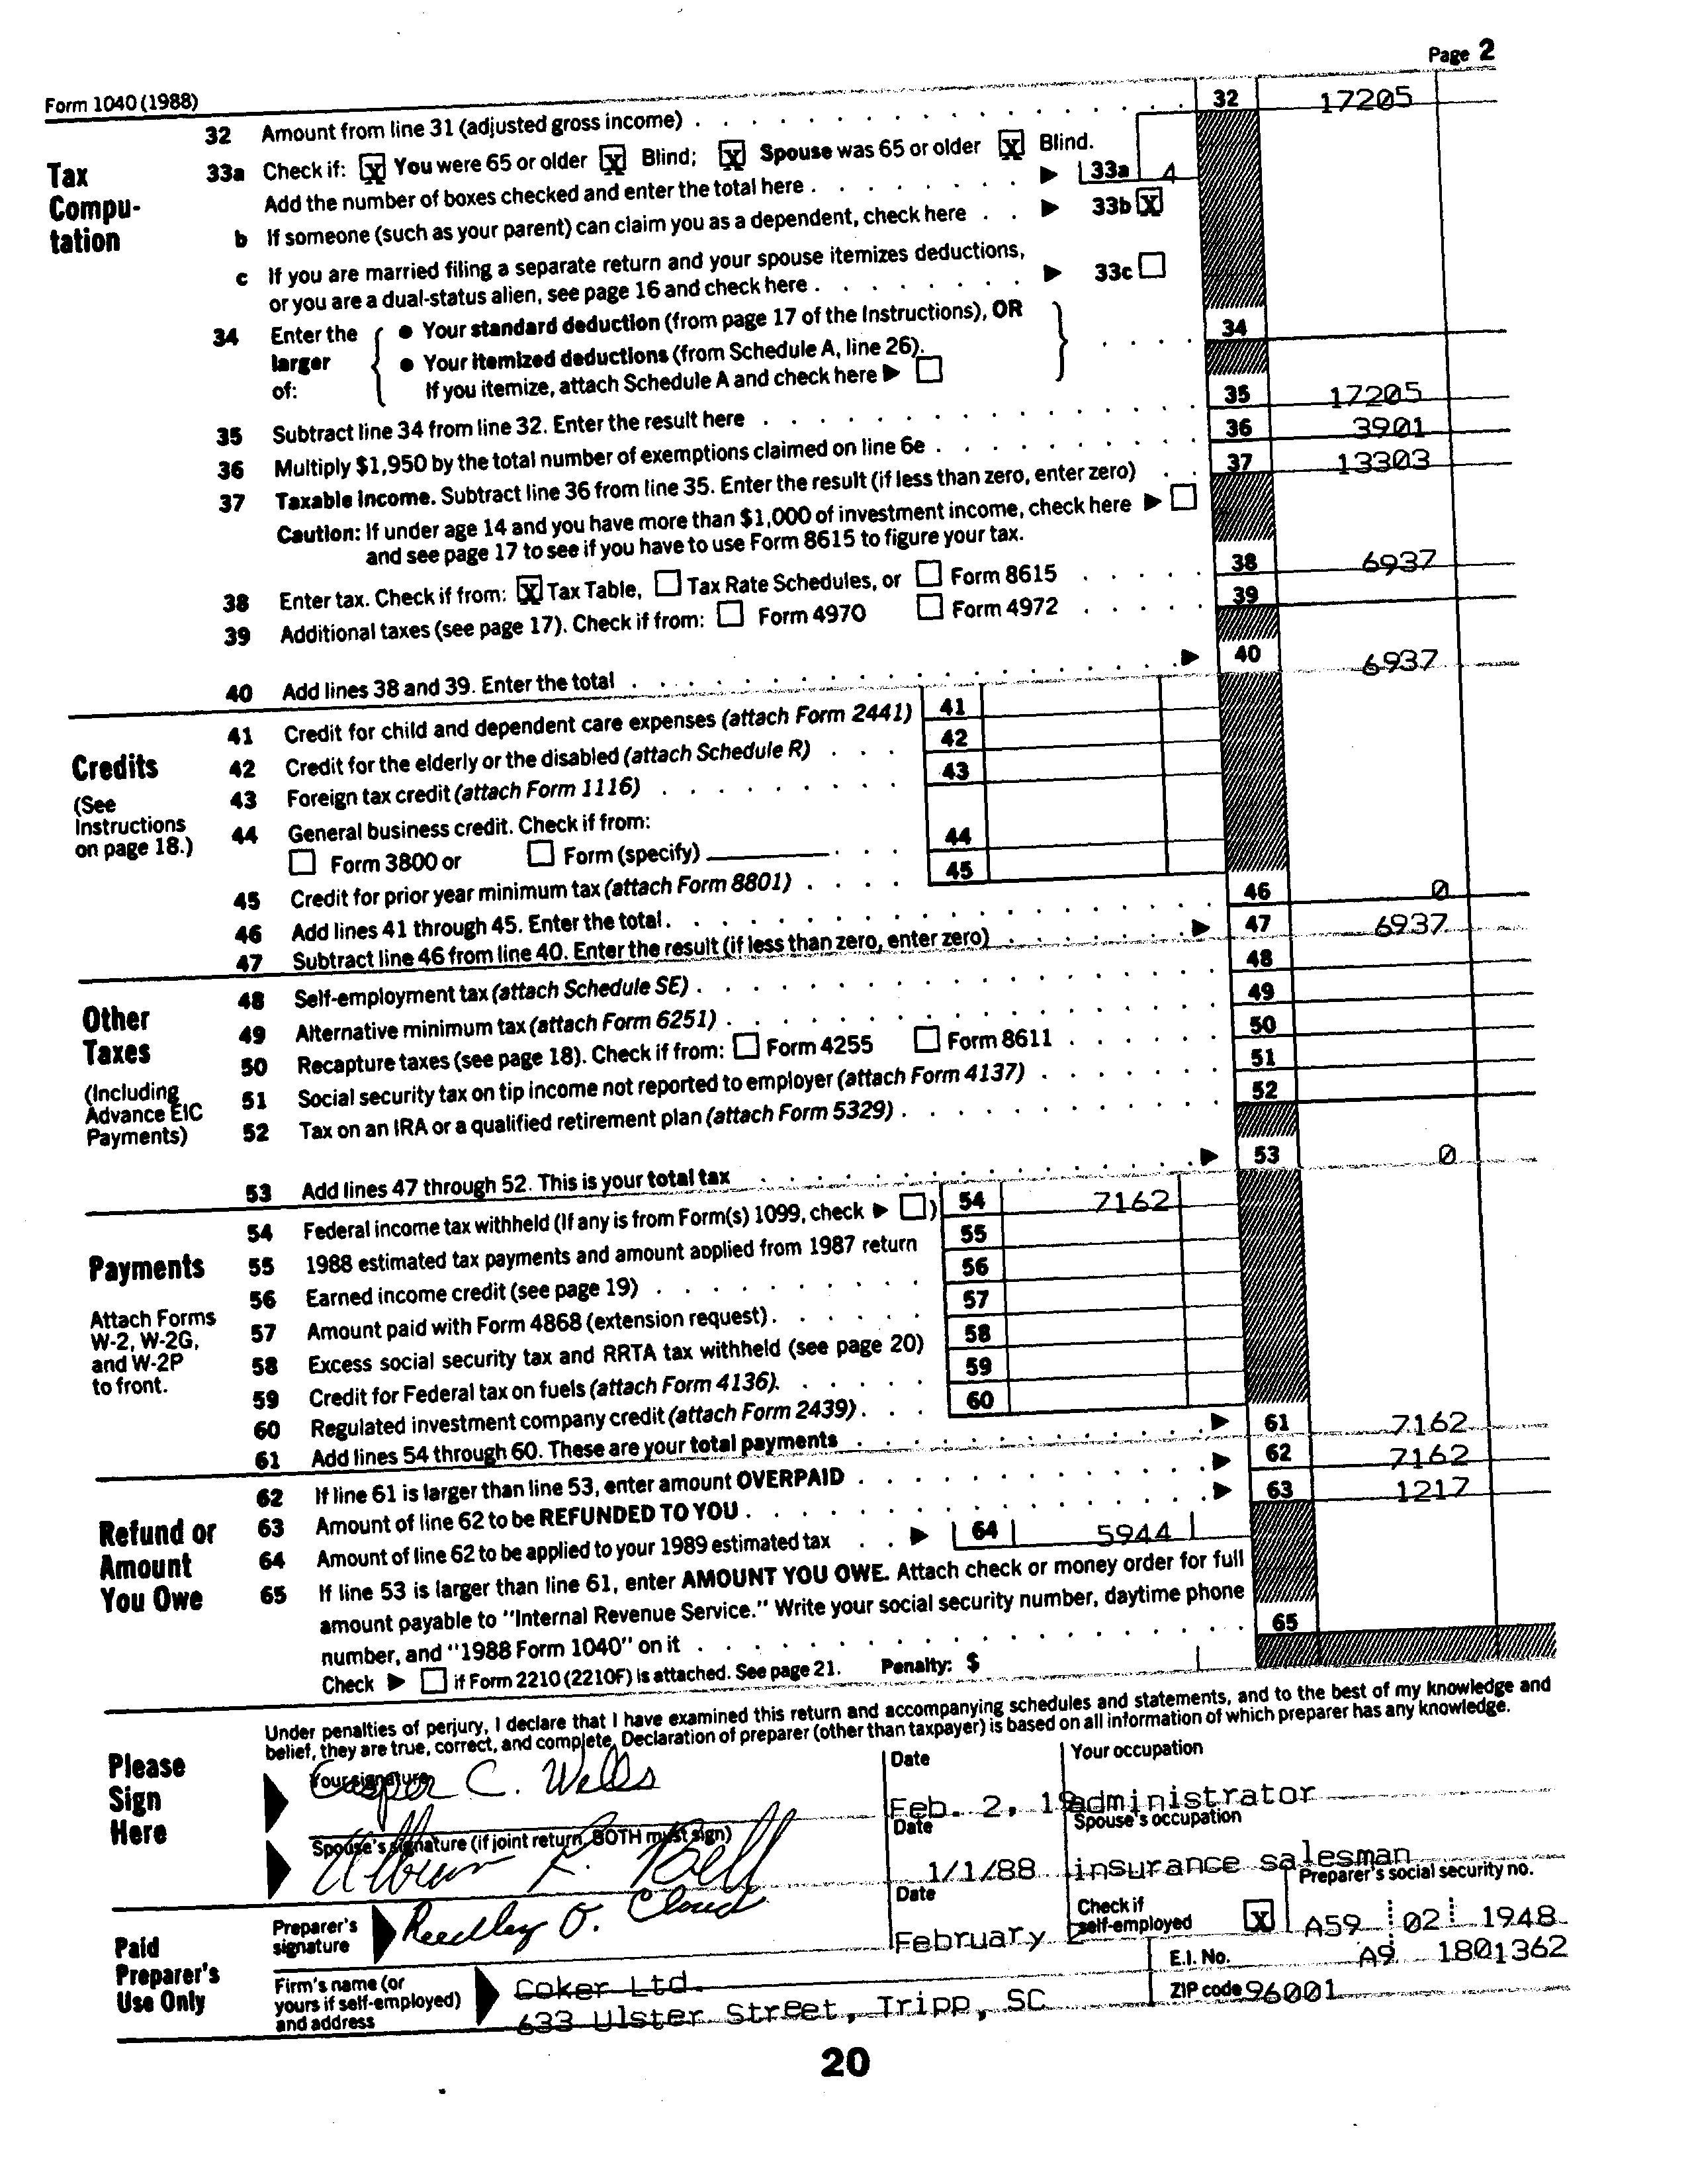 Page 2
Form 1040 (1988)
32 Amount from line 31 (adjusted gross income) 32 17205
Tax Compu-tation
33a Check if: X You were 65 or older X Blind; X Spouse was 65 or older X Blind.
Add the number of boxes checked and enter the total here 33a 4
b If someone (such as your parent) can claim you as a dependent, check here 33b X
c If you are married filing a separate return and your spouse itemizes deductions,
or you are a dual-status alien, see page 16 and check here 33c
34 Enter the larger of:
• Your standard deduction (from page 17 of the Instructions), OR
• Your itemized deductions (from Schedule A, line 26).
If you itemize, attach Schedule A and check here 34
35 Subtract line 34 from line 32. Enter the result here 35 17205
36 Multiply $1,950 by the total number of exemptions claimed on line 6e 36 3901
37 Taxable income. Subtract line 36 from line 35. Enter the result (if less than zero, enter zero) 37 13303
Caution: If under age 14 and you have more than $1,000 of investment income, check here
and see page 17 to see if you have to use Form 8615 to figure your tax.
38 Enter tax. Check if from: X Tax Table, Tax Rate Schedules, or Form 8615 38 6937
39 Additional taxes (see page 17). Check if from: Form 4970 Form 4972 39
40 Add lines 38 and 39. Enter the total 40 6937
Credits
(See Instructions on page 18.)
41 Credit for child and dependent care expenses (attach Form 2441) 41
42 Credit for the elderly or the disabled (attach Schedule R) 42
43 Foreign tax credit (attach Form 1116) 43
44 General business credit. Check if from:
Form 3800 or Form (specify) 44
45 Credit for prior year minimum tax (attach Form 8801) 45
46 Add lines 41 through 45. Enter the total 46 0
47 Subtract line 46 from line 40. Enter the result (if less than zero, enter zero) 47 6937
Other Taxes
(Including Advance EIC Payments)
48 Self-employment tax (attach Schedule SE) 48
49 Alternative minimum tax (attach Form 6251) 49
50 Recapture taxes (see page 18). Check if from: Form 4255 Form 8611 50
51 Social security tax on tip income not reported to employer (attach Form 4137) 51
52 Tax on an IRA or a qualified retirement plan (attach Form 5329) 52
53 Add lines 47 through 52. This is your total tax 53 0
Payments
Attach Forms W-2, W-2G, and W-2P to front.
54 Federal income tax withheld (If any is from Form(s) 1099, check ) 54 7162
55 1988 estimated tax payments and amount applied from 1987 return 55
56 Earned income credit (see page 19) 56
57 Amount paid with Form 4868 (extension request) 57
58 Excess social security tax and RRTA tax withheld (see page 20) 58
59 Credit for Federal tax on fuels (attach Form 4136) 59
60 Regulated investment company credit (attach Form 2439) 60
61 Add lines 54 through 60. These are your total payments 61 7162
Refund or Amount You Owe
62 If line 61 is larger than line 53, enter amount OVERPAID 62 7162
63 Amount of line 62 to be REFUNDED TO YOU 63 1217
64 Amount of line 62 to be applied to your 1989 estimated tax 64 5944
65 If line 53 is larger than line 61, enter AMOUNT YOU OWE. Attach check or money order for full
amount payable to "Internal Revenue Service." Write your social security number, daytime phone
number, and "1988 Form 1040" on it 65
Check if Form 2210 (2210F) is attached. See page 21. Penalty: $
Please Sign Here
Under penalties of perjury, I declare that I have examined this return and accompanying schedules and statements, and to the best of my knowledge and
belief, they are true, correct, and complete. Declaration of preparer (other than taxpayer) is based on all information of which preparer has any knowledge.
Your signature Date Your occupation
Casper C. Wells Feb. 2, 19 administrator
Spouse's signature (if joint return, BOTH must sign) Date Spouse's occupation
Bell 1/1/88 insurance salesman
Paid Preparer's Use Only
Preparer's signature Reedley O. Cloud Date February Check if self-employed X Preparer's social security no. A59 02 1948
Firm's name (or yours if self-employed) and address Coker Ltd. E.I. No. A9 1801362
633 Ulster Street, Tripp, SC ZIP code 96001
20